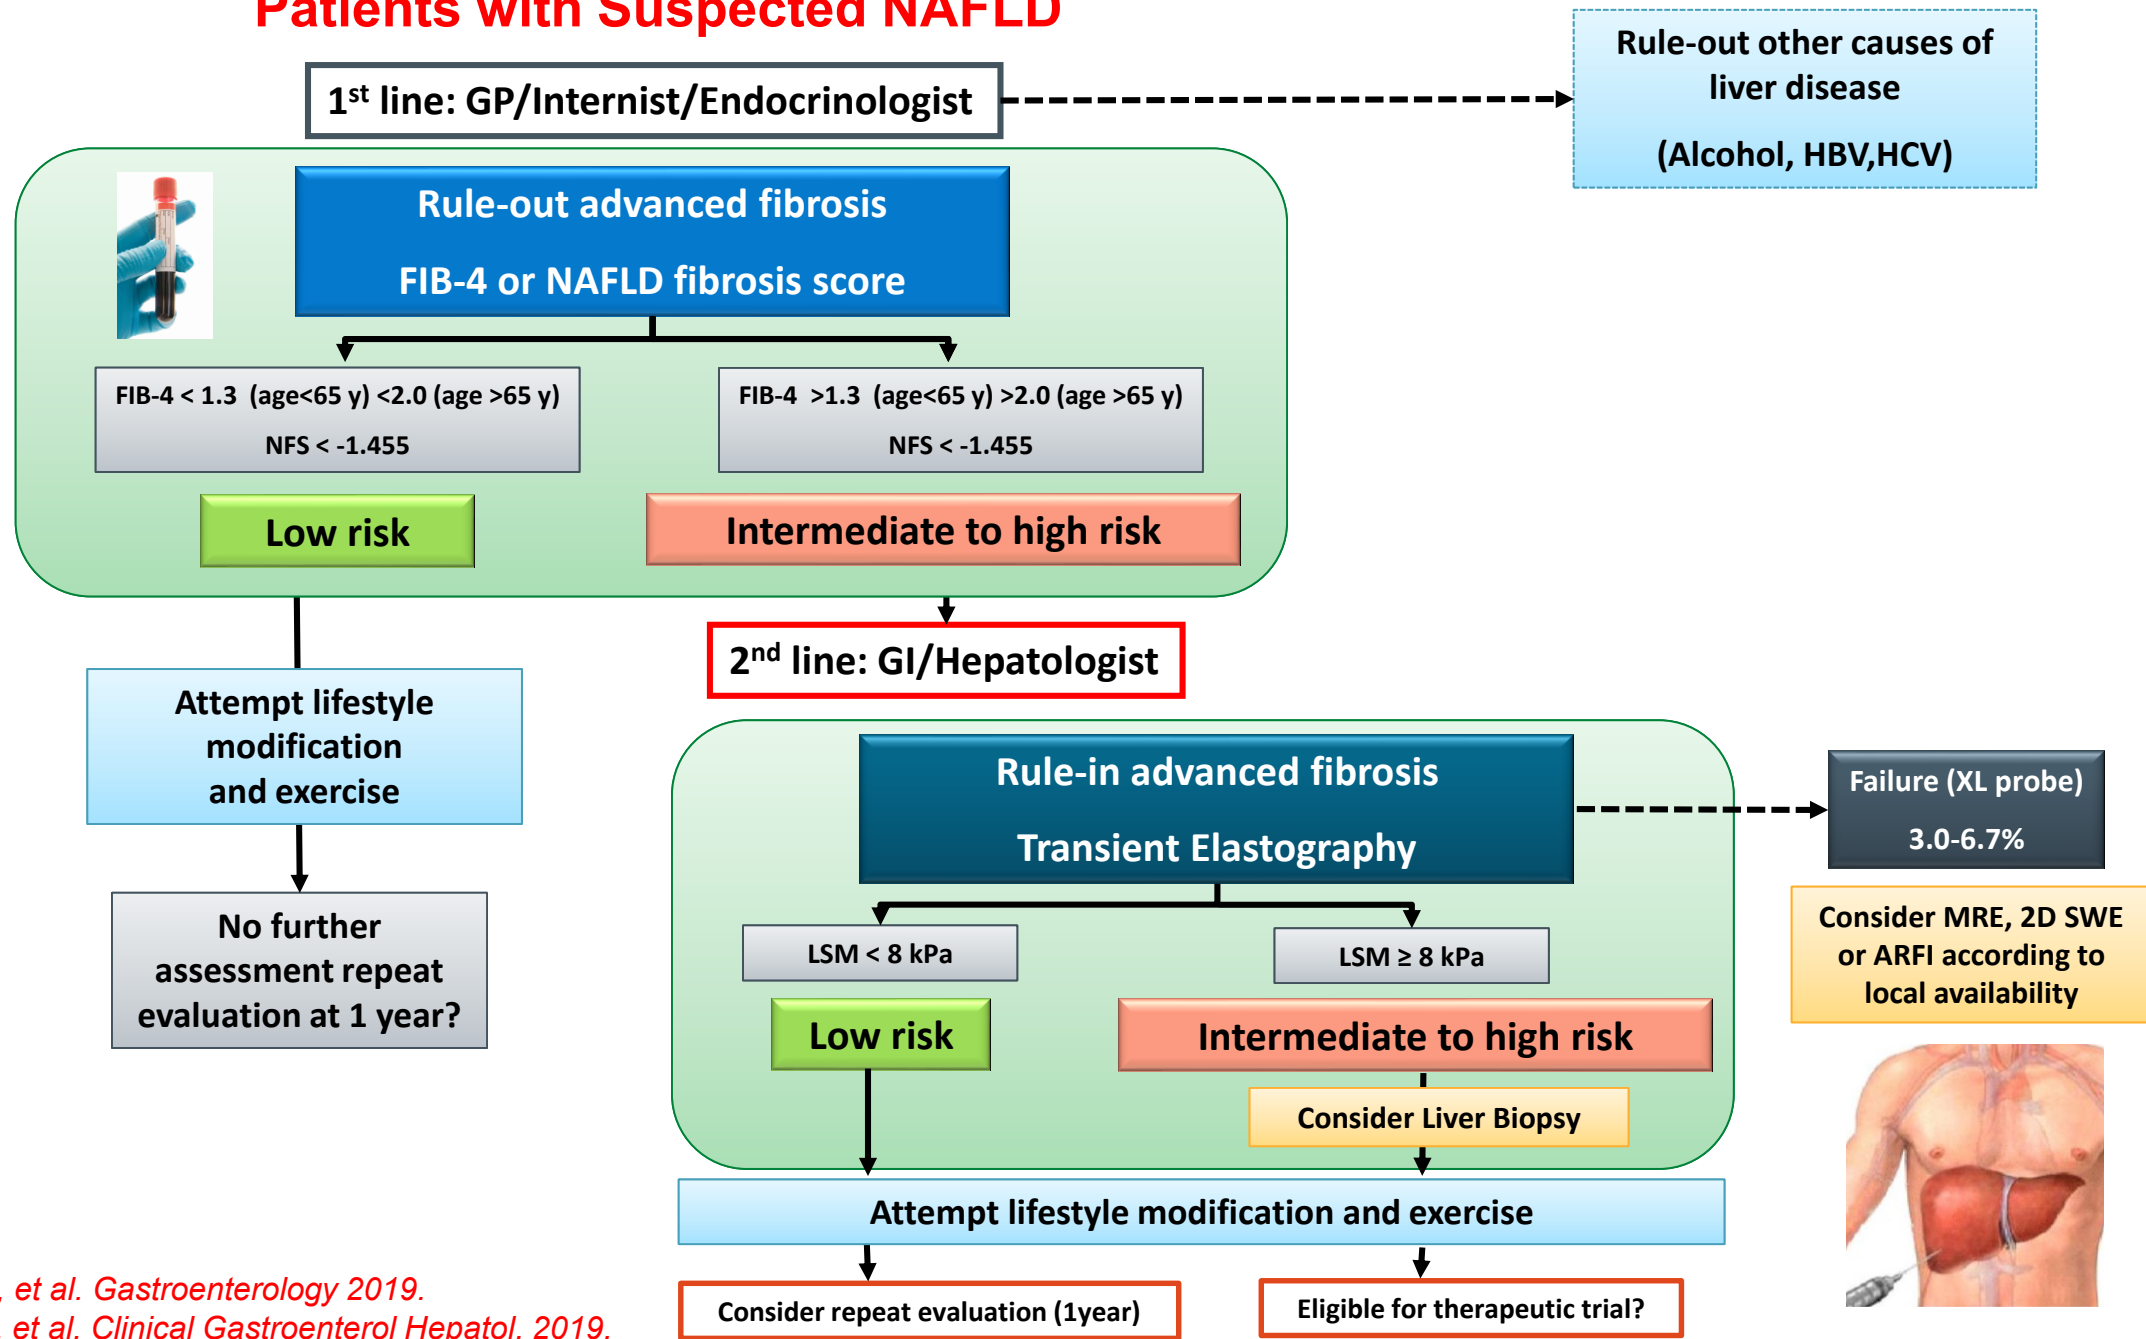 Patients with Suspected NAFLD
1st line: GP/Internist/Endocrinologist
Rule-out other causes of
liver disease
(Alcohol, HBV,HCV)
Rule-out advanced fibrosis
FIB-4 or NAFLD fibrosis score
FIB-4 < 1.3 (age<65 y) <2.0 (age >65 y)
NFS < -1.455
FIB-4 >1.3 (age<65 y) >2.0 (age >65 y)
NFS < -1.455
Low risk
Intermediate to high risk
2nd line: GI/Hepatologist
Attempt lifestyle
modification
and exercise
No further
assessment repeat
evaluation at 1 year?
Rule-in advanced fibrosis
Transient Elastography
Failure (XL probe)
3.0-6.7%
Consider MRE, 2D SWE
or ARFI according to
local availability
LSM < 8 kPa
LSM ≥ 8 kPa
Low risk
Intermediate to high risk
Consider Liver Biopsy
Attempt lifestyle modification and exercise
Consider repeat evaluation (1year)
Eligible for therapeutic trial?
, et al. Gastroenterology 2019.
, et al. Clinical Gastroenterol Hepatol. 2019.